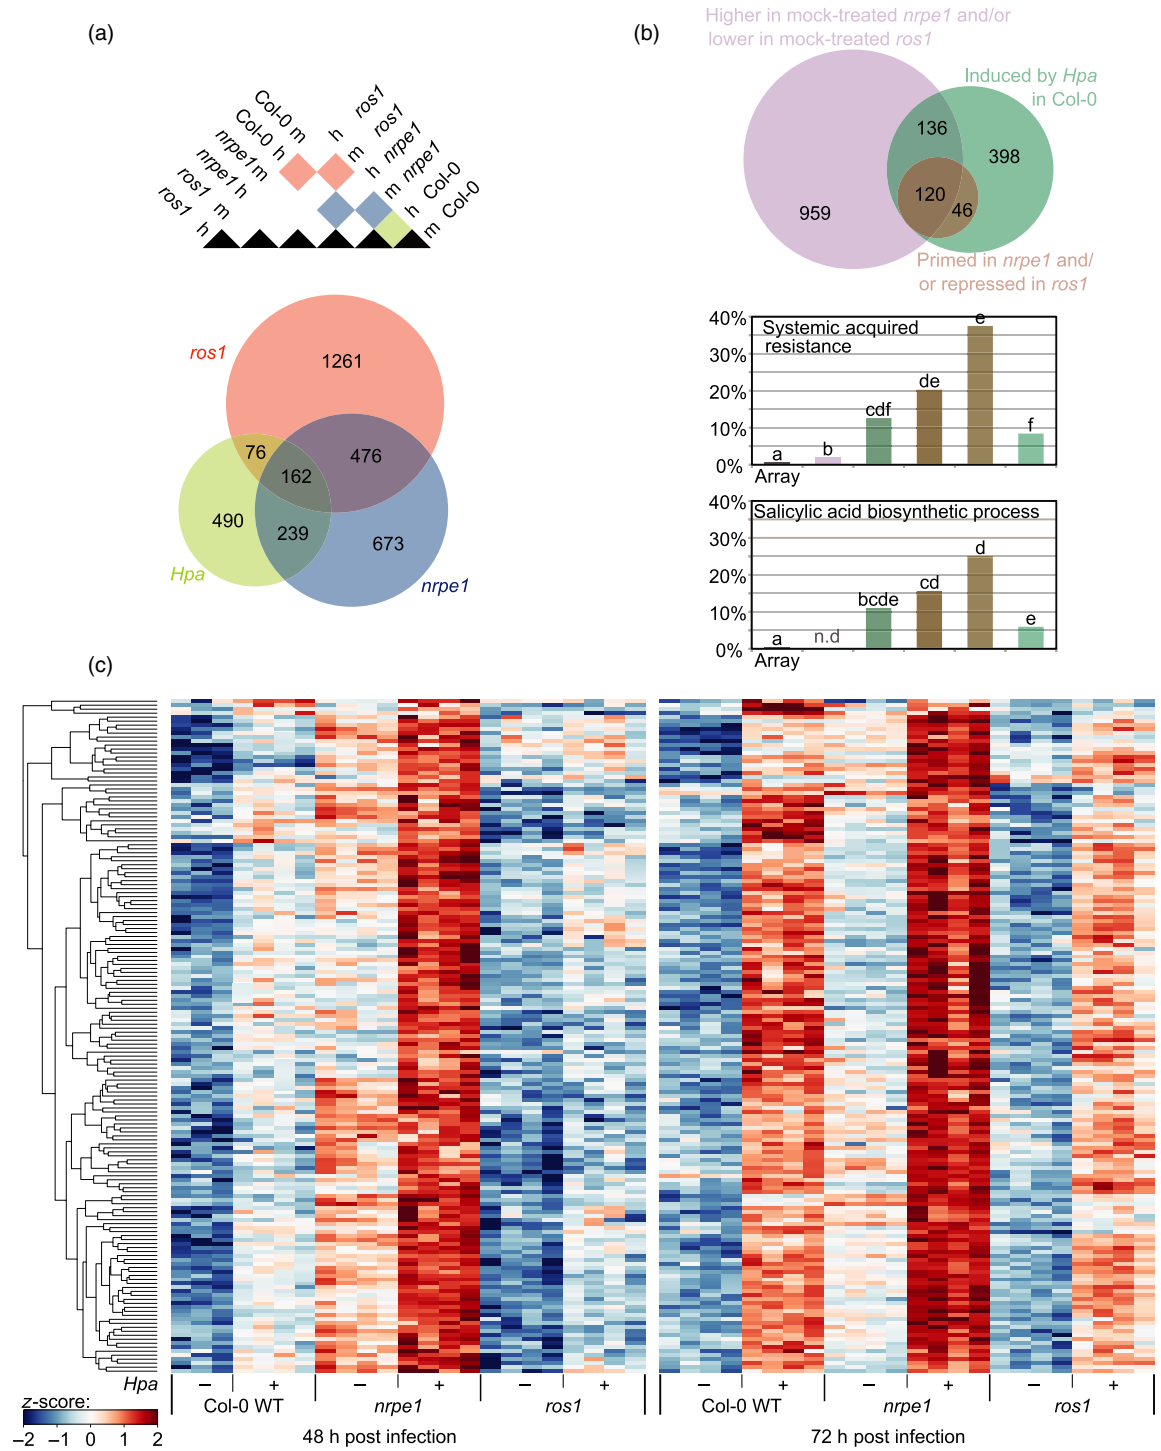 (a)
Col-0 m
Col-0 h
nrpe1 m
nrpe1 h
ros1 m
ros1 h
h ros1
m ros1
h nrpe1
m nrpe1
h Col-0
m Col-0
ros1
1261
76
476
162
490
239
673
Hpa
nrpe1
(b)
Higher in mock-treated nrpe1 and/or
lower in mock-treated ros1
Induced by Hpa
in Col-0
136
398
120
46
959
Primed in nrpe1 and/
or repressed in ros1
40%
30%
20%
10%
0%
Systemic acquired
resistance
a
b
cdf
de
e
f
Array
40%
30%
20%
10%
0%
Salicylic acid biosynthetic process
a
n.d
bcde
cd
d
e
Array
(c)
Hpa
– + – + – +
Col-0 WT nrpe1 ros1
48 h post infection
– + – + – +
Col-0 WT nrpe1 ros1
72 h post infection
z-score:
−2 −1 0 1 2